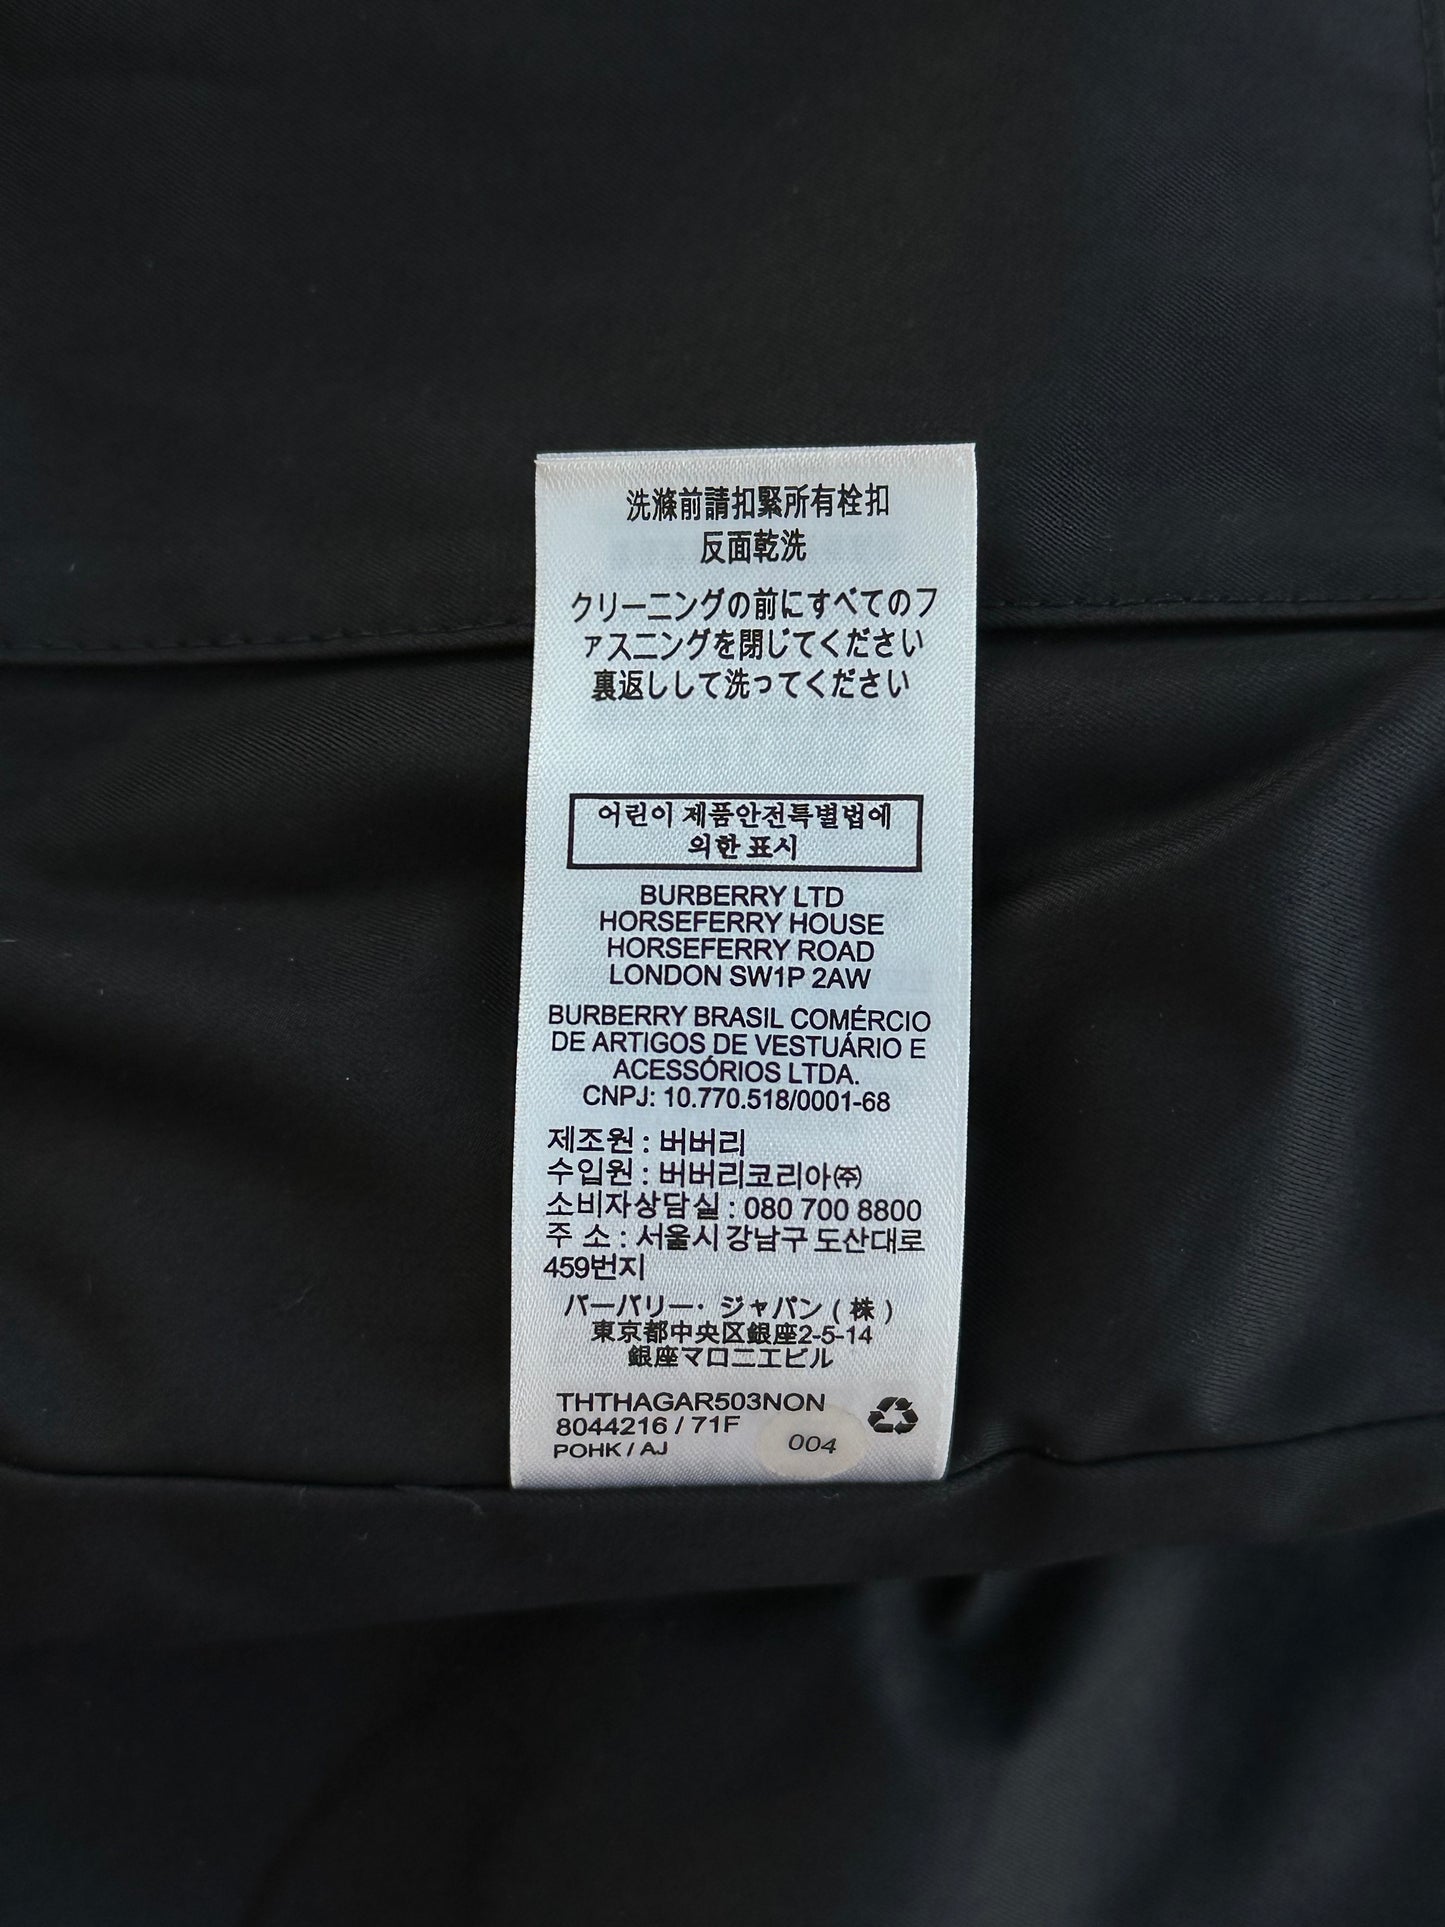 洗滌前請扣緊所有栓扣
反面乾洗
クリーニングの前にすべてのフ
ァスニングを閉じてください
裏返しして洗ってください
어린이 제품안전특별법에
의한 표시
BURBERRY LTD
HORSEFERRY HOUSE
HORSEFERRY ROAD
LONDON SW1P 2AW
BURBERRY BRASIL COMÉRCIO
DE ARTIGOS DE VESTUÁRIO E
ACESSÓRIOS LTDA.
CNPJ: 10.770.518/0001-68
제조원 : 버버리
수입원 : 버버리코리아㈜
소비자상담실 : 080 700 8800
주 소 : 서울시 강남구 도산대로
459번지
バーバリー・ジャパン ( 株 )
東京都中央区銀座2-5-14
銀座マロニエビル
THTHAGAR503NON
8044216 / 71F
POHK / AJ
004